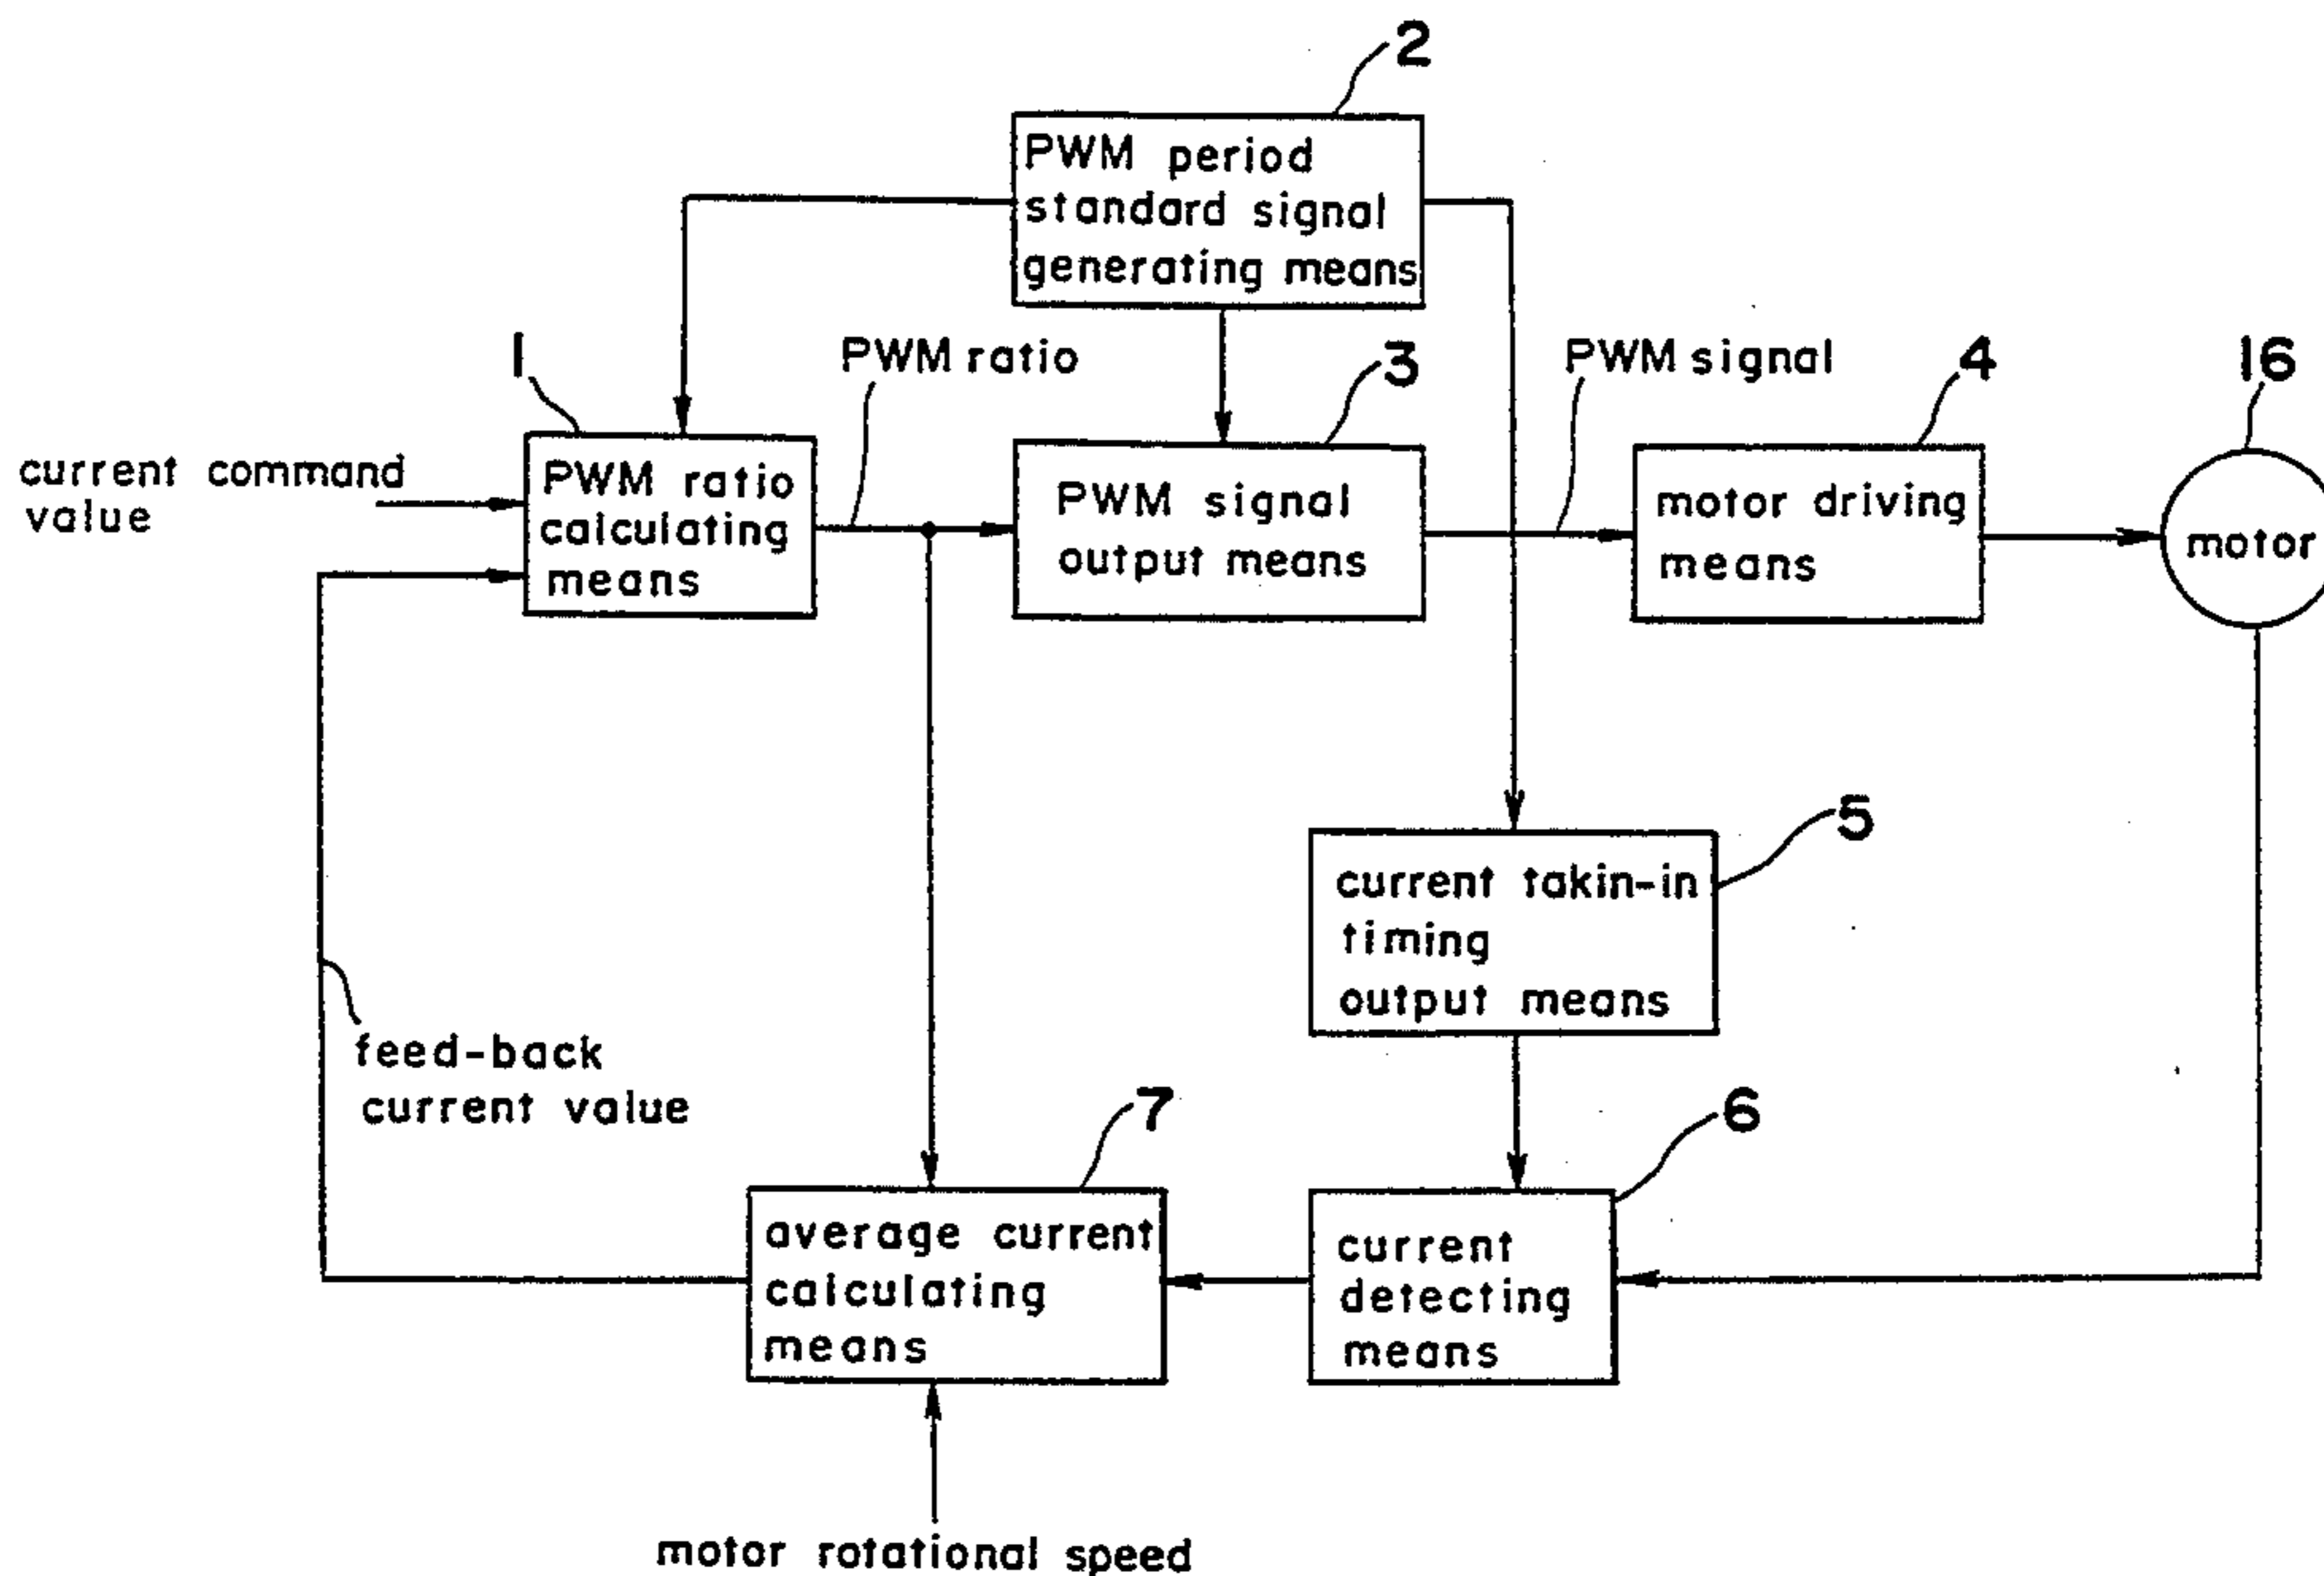 2
PWM period
standard signal
generating means
1
PWM ratio
3
PWM signal
4
16
current command
value
PWM ratio
calculating
means
PWM signal
output means
motor driving
means
motor
5
current takin-in
timing
output means
feed-back
current value
7
6
average current
calculating
means
current
detecting
means
motor rotational speed